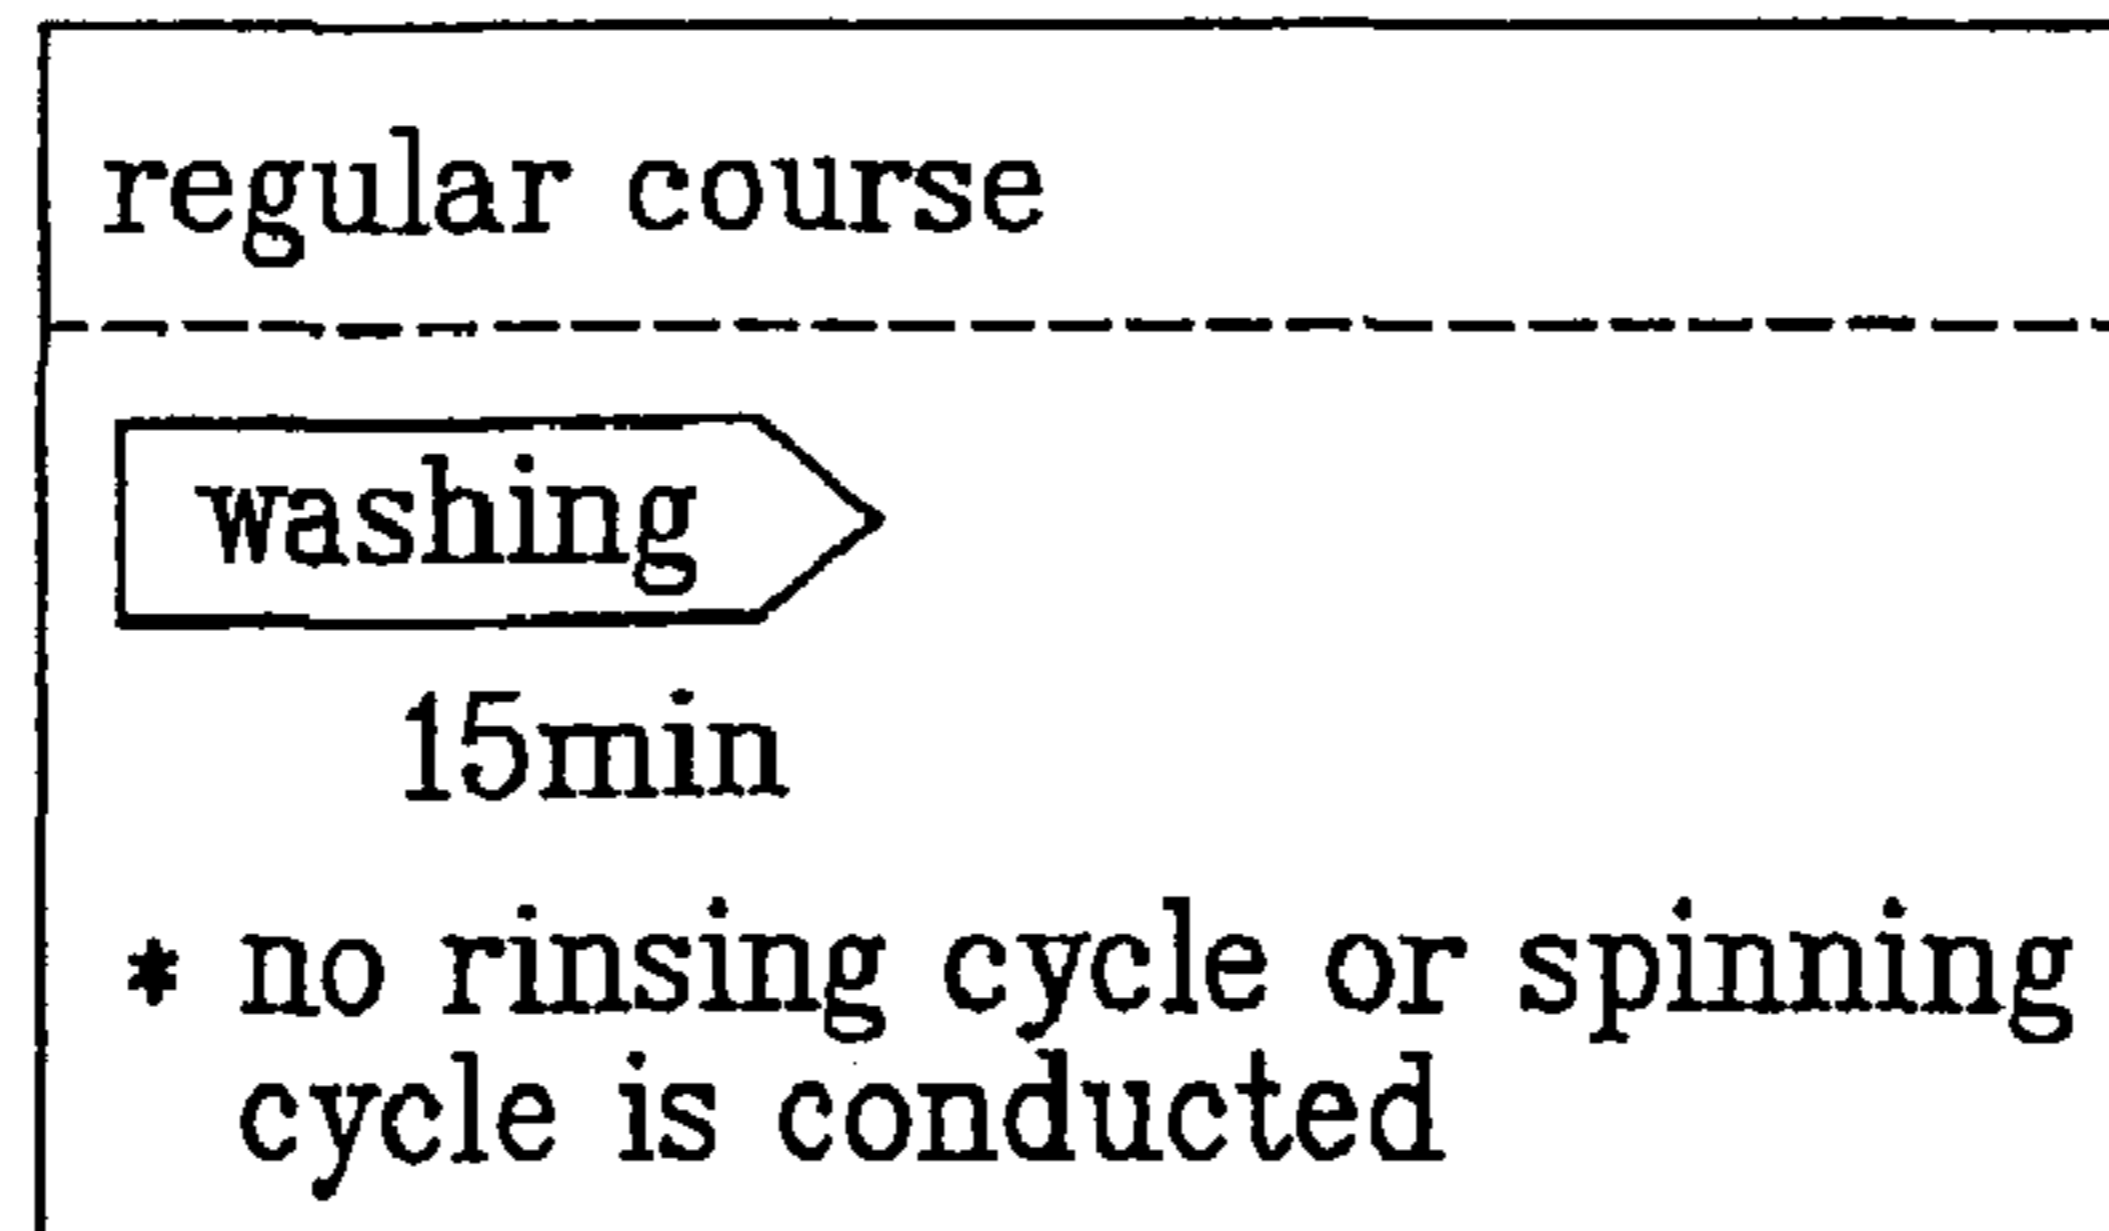 regular course
washing
15min
* no rinsing cycle or spinning
cycle is conducted